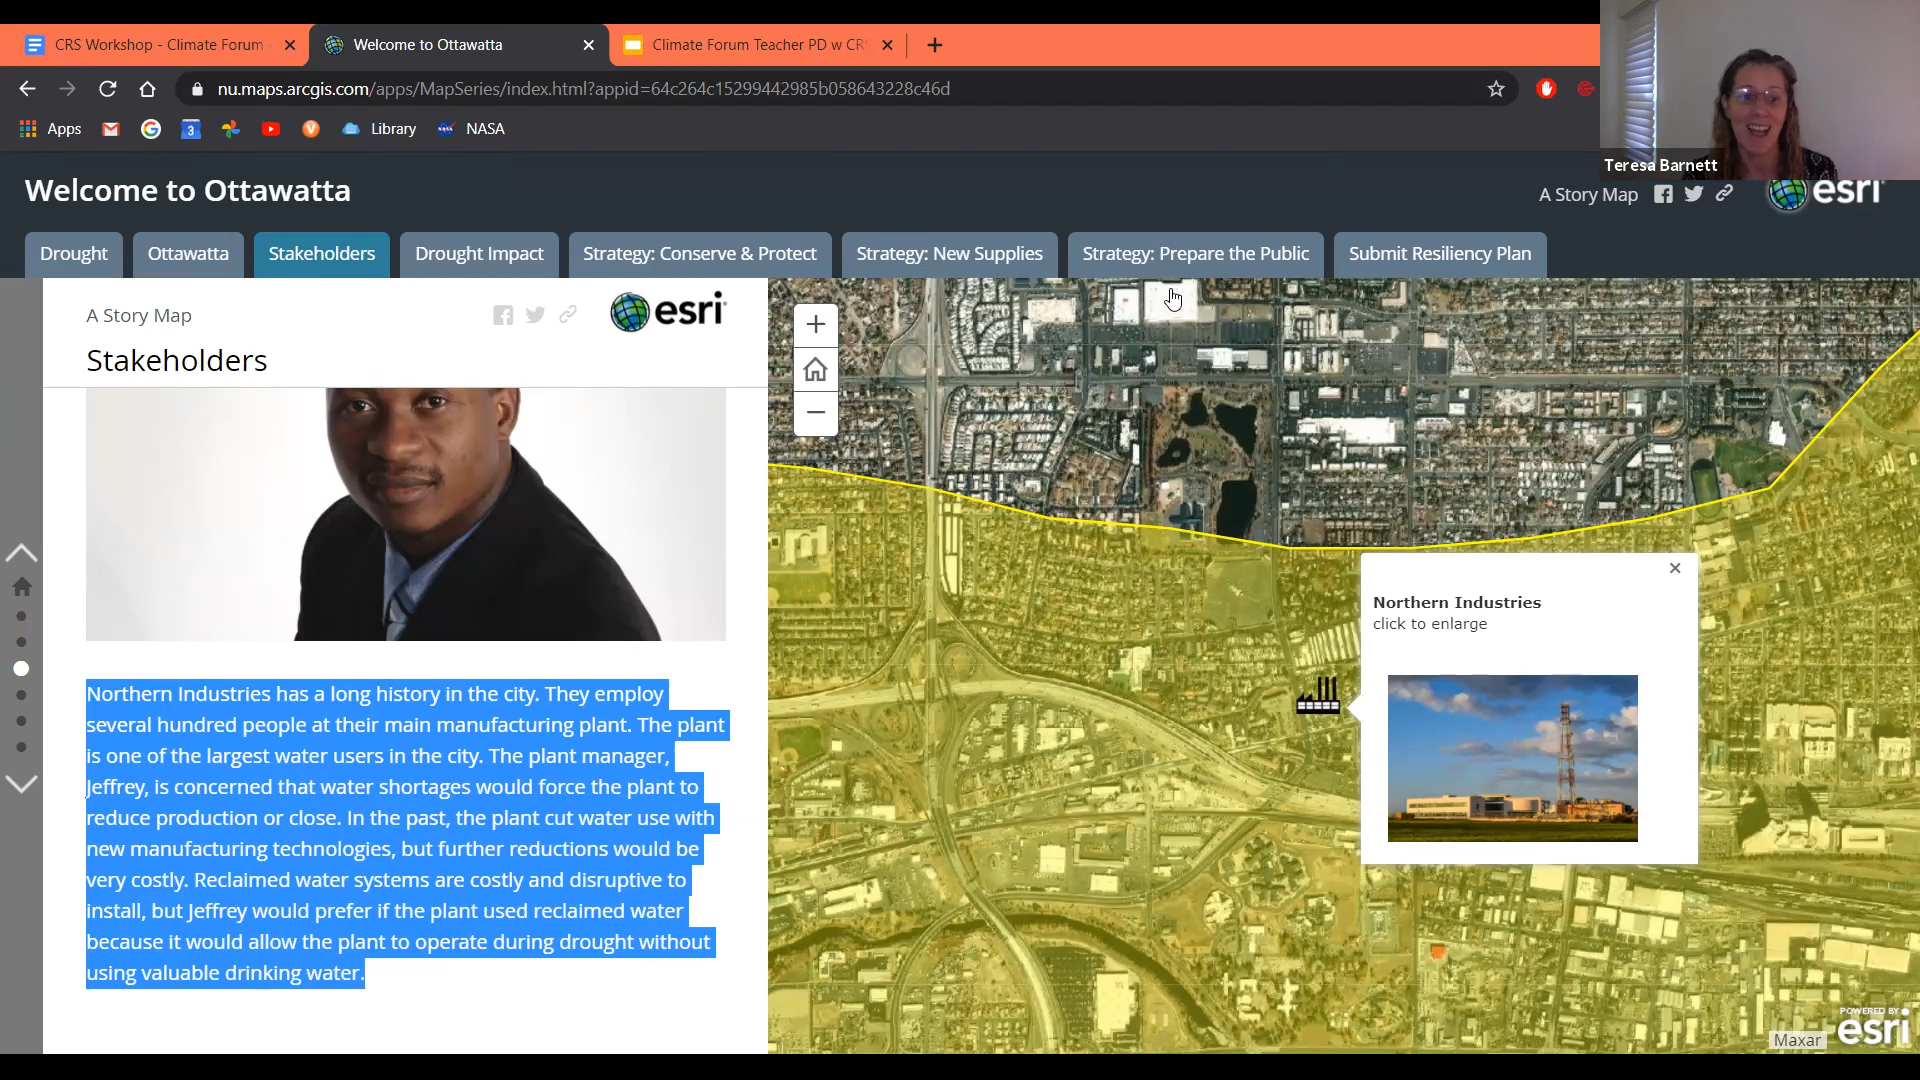 CRS Workshop - Climate Forum
Welcome to Ottawatta
Climate Forum Teacher PD w CRS
nu.maps.arcgis.com/apps/MapSeries/index.html?appid=64c264c15299442985b058643228c46d
Apps
3
Library
NASA
NASA
Teresa Barnett
Welcome to Ottawatta
A Story Map
esri
Drought
Ottawatta
Stakeholders
Drought Impact
Strategy: Conserve & Protect
Strategy: New Supplies
Strategy: Prepare the Public
Submit Resiliency Plan
A Story Map
esri
Stakeholders
Northern Industries has a long history in the city. They employ
several hundred people at their main manufacturing plant. The plant
is one of the largest water users in the city. The plant manager,
Jeffrey, is concerned that water shortages would force the plant to
reduce production or close. In the past, the plant cut water use with
new manufacturing technologies, but further reductions would be
very costly. Reclaimed water systems are costly and disruptive to
install, but Jeffrey would prefer if the plant used reclaimed water
because it would allow the plant to operate during drought without
using valuable drinking water.
Northern Industries
click to enlarge
POWERED BY
esri
Maxar